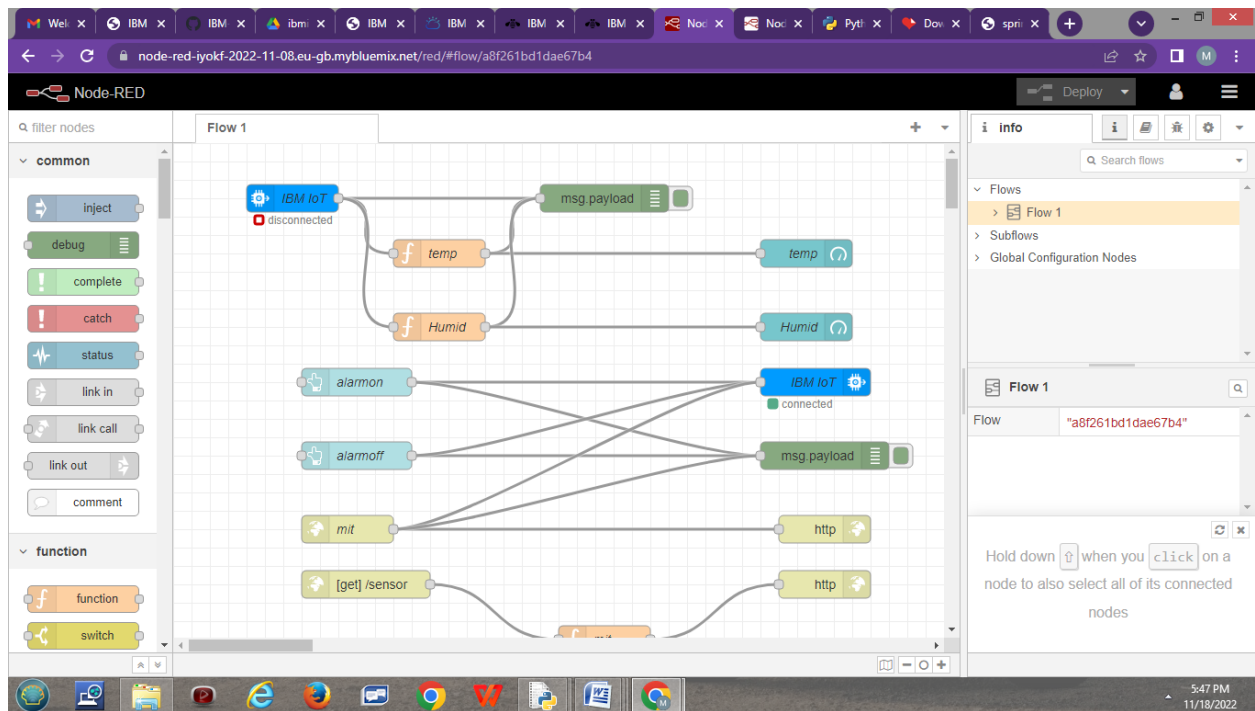 Wel
IBM
IBM
ibmi
IBM
IBM
IBM
IBM
Nod
Nod
Pyth
Dow
sprin
node-red-iyokf-2022-11-08.eu-gb.mybluemix.net/red/#flow/a8f261bd1dae67b4
M
Node-RED
Deploy
filter nodes
Flow 1
i info
i
Search flows
common
inject
debug
complete
catch
status
link in
link call
link out
comment
function
function
switch
IBM IoT
disconnected
msg.payload
temp
temp
Humid
Humid
alarmon
IBM IoT
connected
alarmoff
msg.payload
mit
http
[get] /sensor
http
Flows
Flow 1
Subflows
Global Configuration Nodes
Flow 1
Flow
"a8f261bd1dae67b4"
Hold down ⇧ when you click on a
node to also select all of its connected
nodes
5:47 PM
11/18/2022